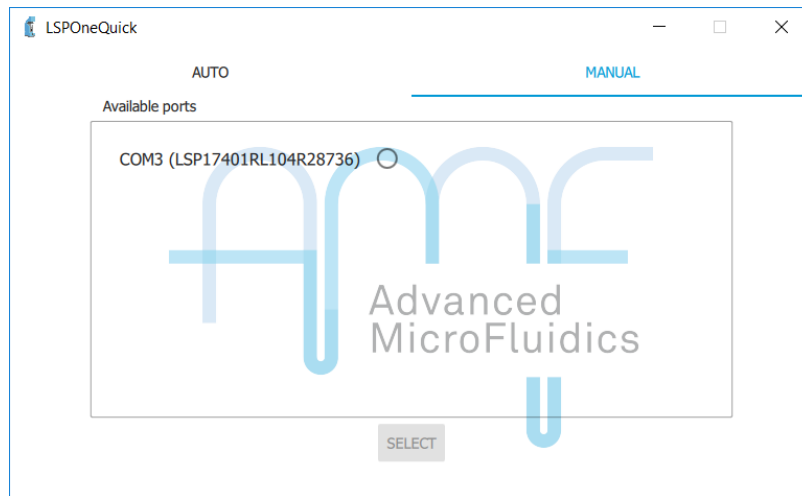 LSPOneQuick
AUTO MANUAL
Available ports
COM3 (LSP17401RL104R28736)
Advanced
MicroFluidics
SELECT